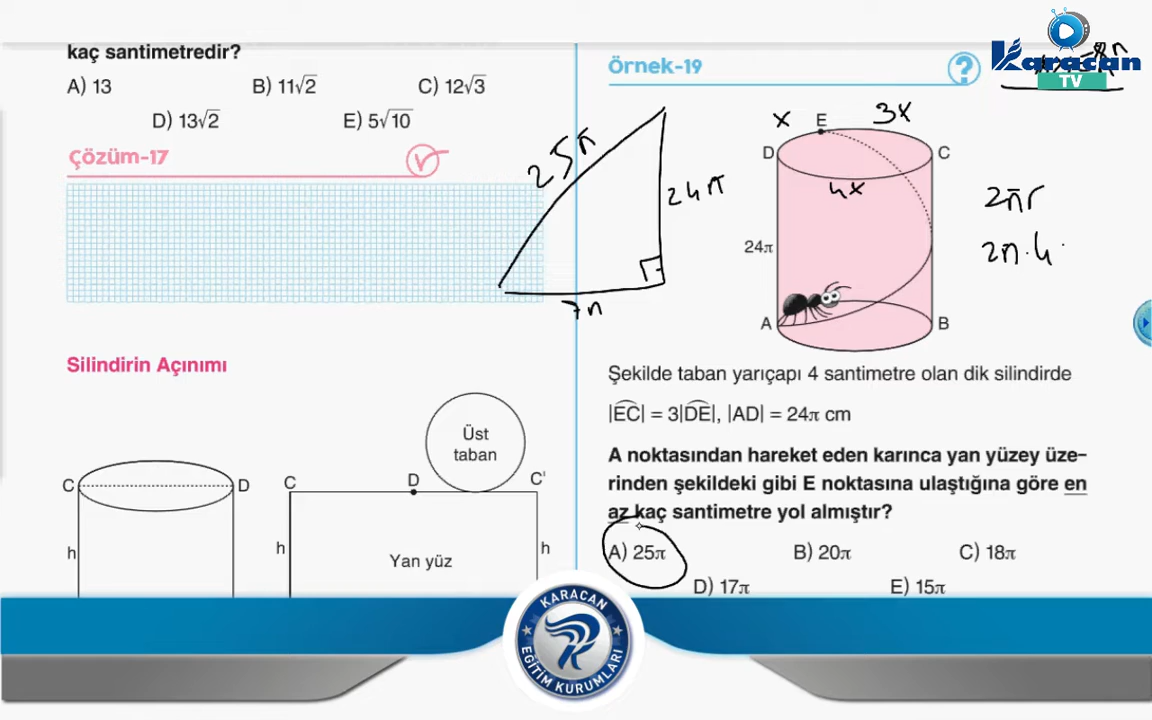 kaç santimetredir?
A) 13
B) 11√2
C) 12√3
D) 13√2
E) 5√10
Çözüm-17
Silindirin Açınımı
C
D
h
Üst
taban
C
D
C'
h
h
Yan yüz
25π
24π
7π
Karacan
TV
Örnek-19
?
x
E
3x
D
C
4x
24π
A
B
2πr
2π·4
Şekilde taban yarıçapı 4 santimetre olan dik silindirde
|EC| = 3|DE|, |AD| = 24π cm
A noktasından hareket eden karınca yan yüzey üze-
rinden şekildeki gibi E noktasına ulaştığına göre en
az kaç santimetre yol almıştır?
A) 25π
B) 20π
C) 18π
D) 17π
E) 15π
KARACAN
EĞİTİM KURUMLARI